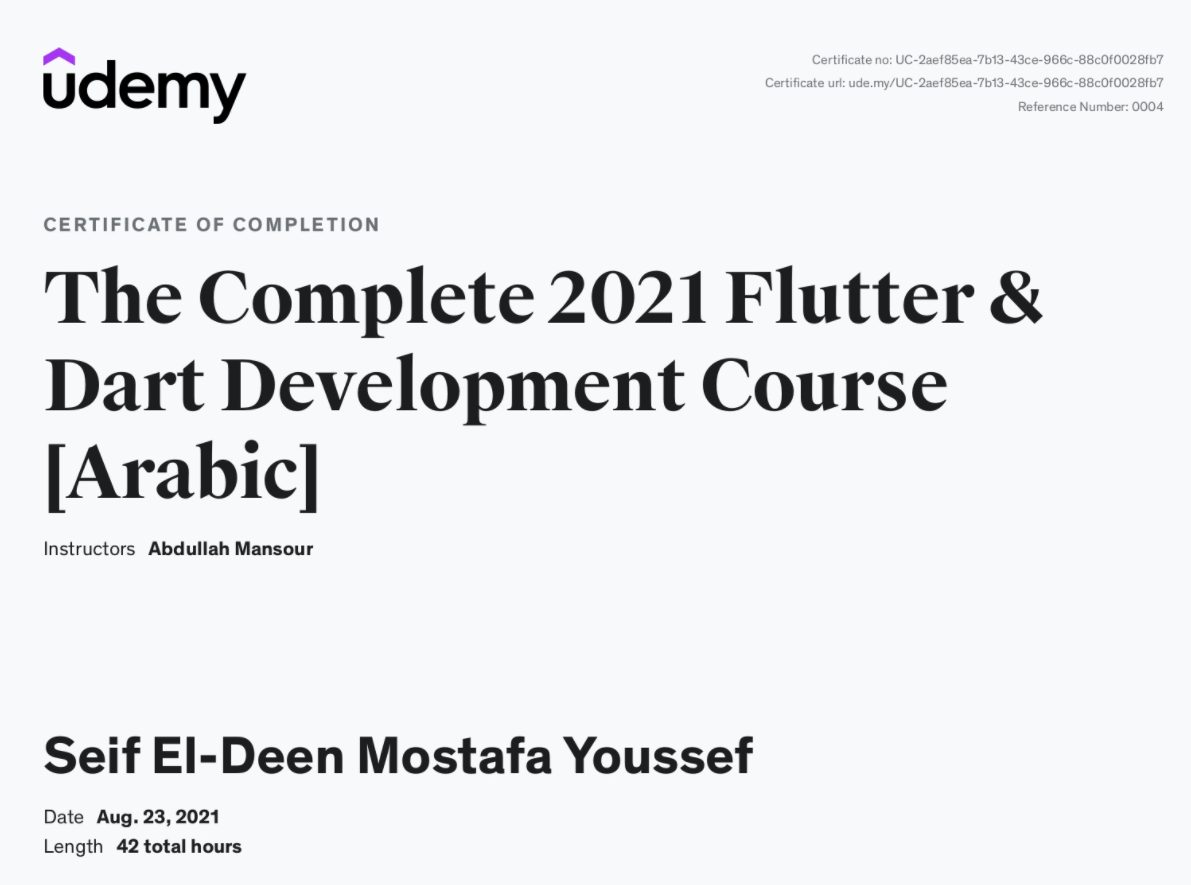 udemy
Certificate no: UC-2aef85ea-7b13-43ce-966c-88c0f0028fb7
Certificate url: ude.my/UC-2aef85ea-7b13-43ce-966c-88c0f0028fb7
Reference Number: 0004
CERTIFICATE OF COMPLETION
The Complete 2021 Flutter &
Dart Development Course
[Arabic]
Instructors Abdullah Mansour
Seif El-Deen Mostafa Youssef
Date Aug. 23, 2021
Length 42 total hours